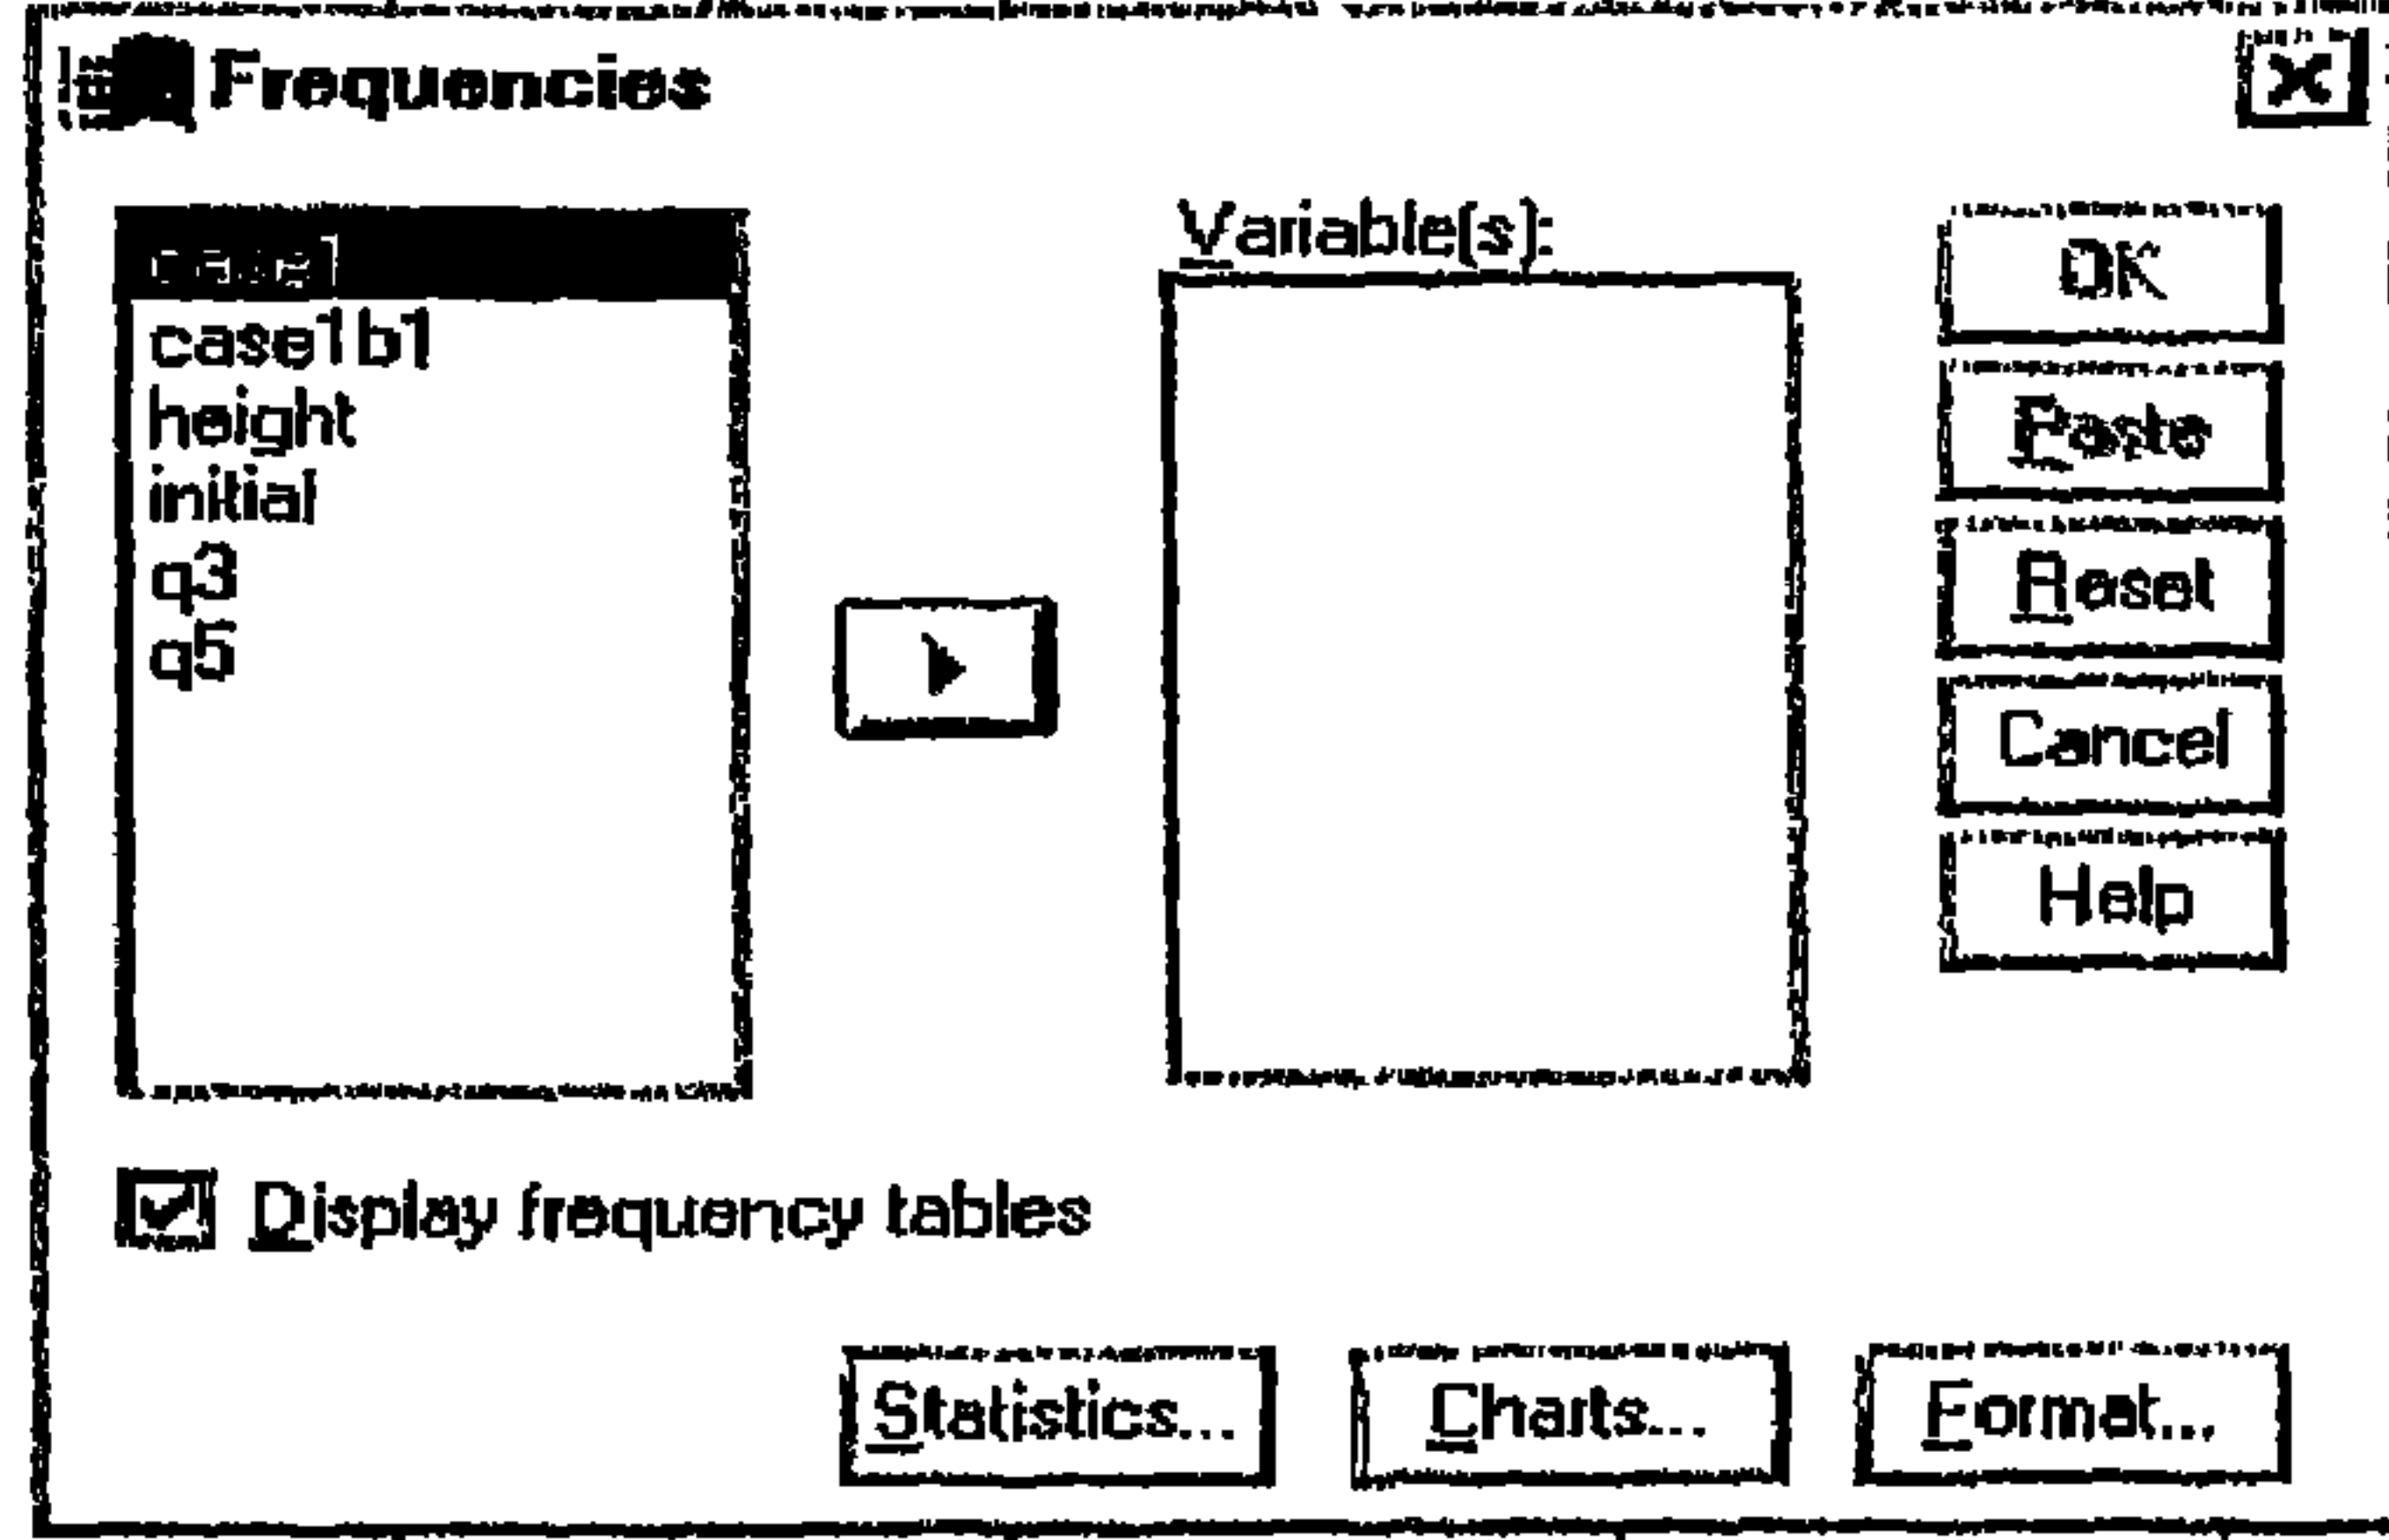 Frequencies
case1
case1b1
height
initial
q3
q5
Variable(s):
OK
Paste
Reset
Cancel
Help
Display frequency tables
Statistics...
Charts...
Format...